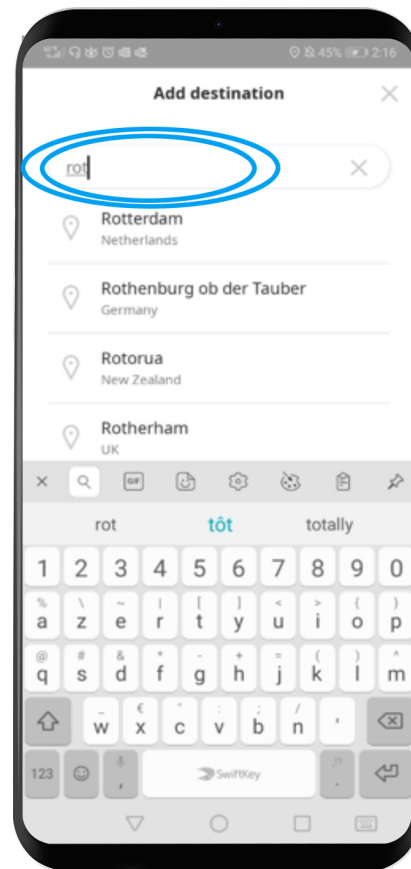 45% 2:16
Add destination
rot
Rotterdam
Netherlands
Rothenburg ob der Tauber
Germany
Rotorua
New Zealand
Rotherham
UK
GIF
rot tôt totally
1 2 3 4 5 6 7 8 9 0
% \ ~ | [ ] < > { }
a z e r t y u i o p
@ # & * - + = ( ) ^
q s d f g h j k l m
_ € " : ; /
w x c v b n '
123 , SwiftKey .